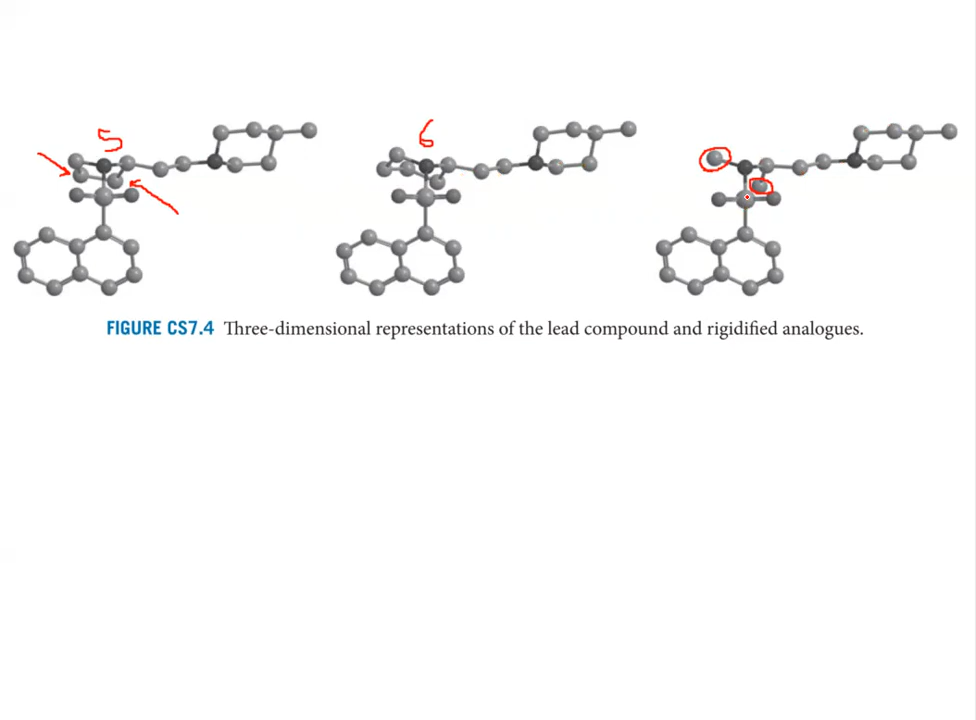 5
6
FIGURE CS7.4 Three-dimensional representations of the lead compound and rigidified analogues.